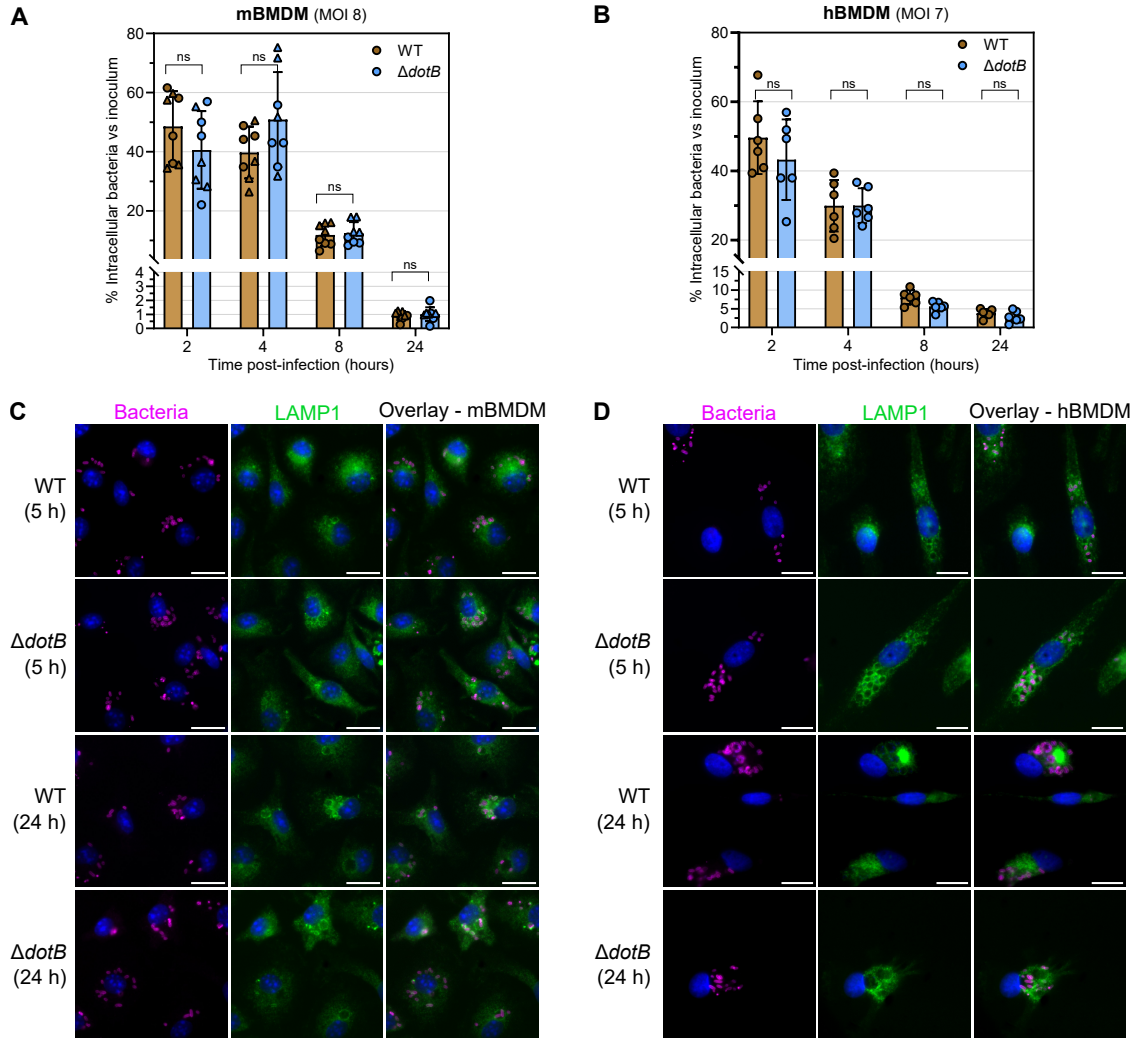 A
mBMDM (MOI 8)
% Intracellular bacteria vs inoculum
80
60
40
20
4
3
2
1
0
ns
ns
ns
ns
WT
ΔdotB
2 4 8 24
Time post-infection (hours)
B
hBMDM (MOI 7)
% Intracellular bacteria vs inoculum
80
60
40
20
15
10
5
0
ns
ns
ns
ns
WT
ΔdotB
2 4 8 24
Time post-infection (hours)
C
Bacteria LAMP1 Overlay - mBMDM
WT
(5 h)
ΔdotB
(5 h)
WT
(24 h)
ΔdotB
(24 h)
D
Bacteria LAMP1 Overlay - hBMDM
WT
(5 h)
ΔdotB
(5 h)
WT
(24 h)
ΔdotB
(24 h)